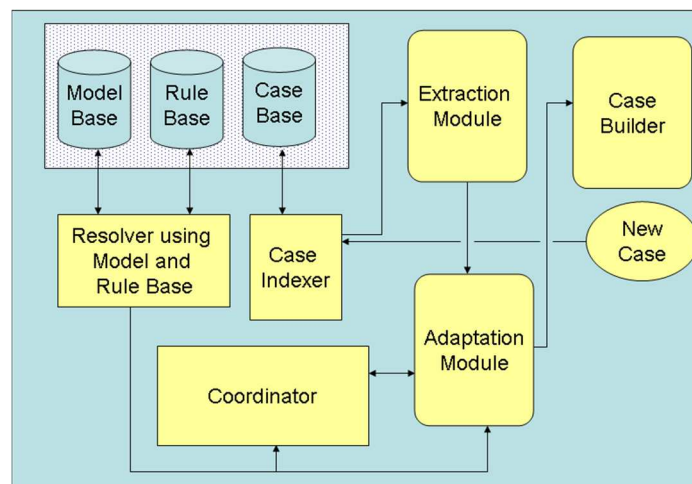 Model
Base
Rule
Base
Case
Base
Extraction
Module
Case
Builder
Resolver using
Model and
Rule Base
Case
Indexer
New
Case
Adaptation
Module
Coordinator